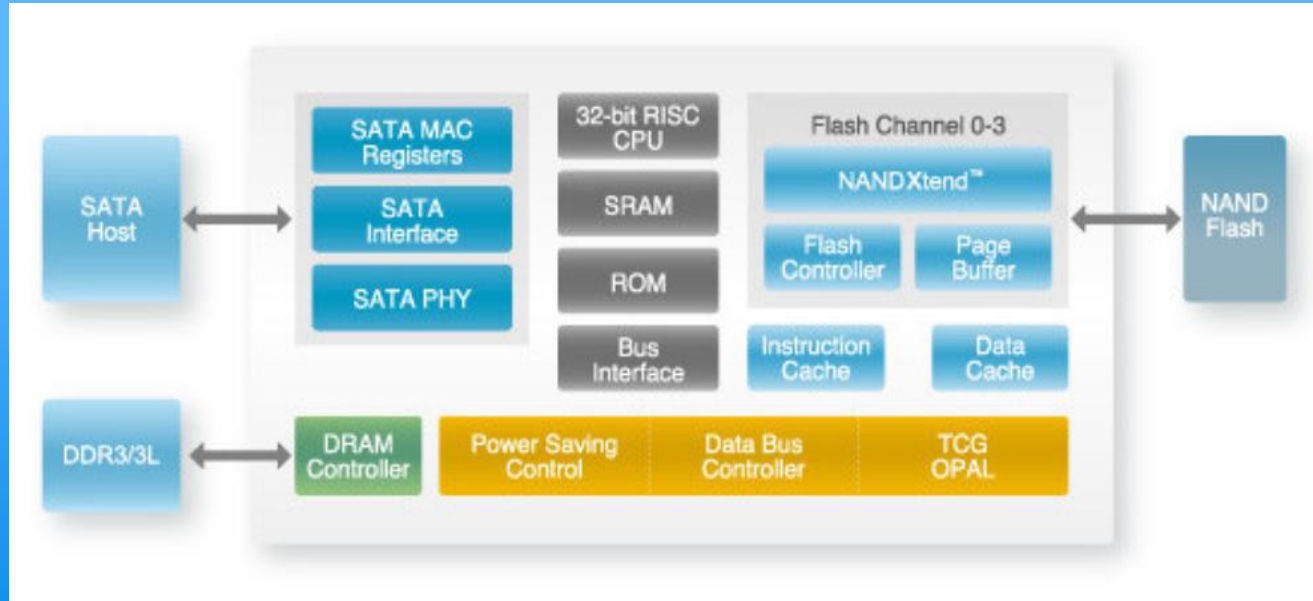 SATA
Host
DDR3/3L
SATA MAC
Registers
SATA
Interface
SATA PHY
32-bit RISC
CPU
SRAM
ROM
Bus
Interface
Flash Channel 0-3
NANDXtend™
Flash
Controller
Page
Buffer
Instruction
Cache
Data
Cache
DRAM
Controller
Power Saving
Control
Data Bus
Controller
TCG
OPAL
NAND
Flash